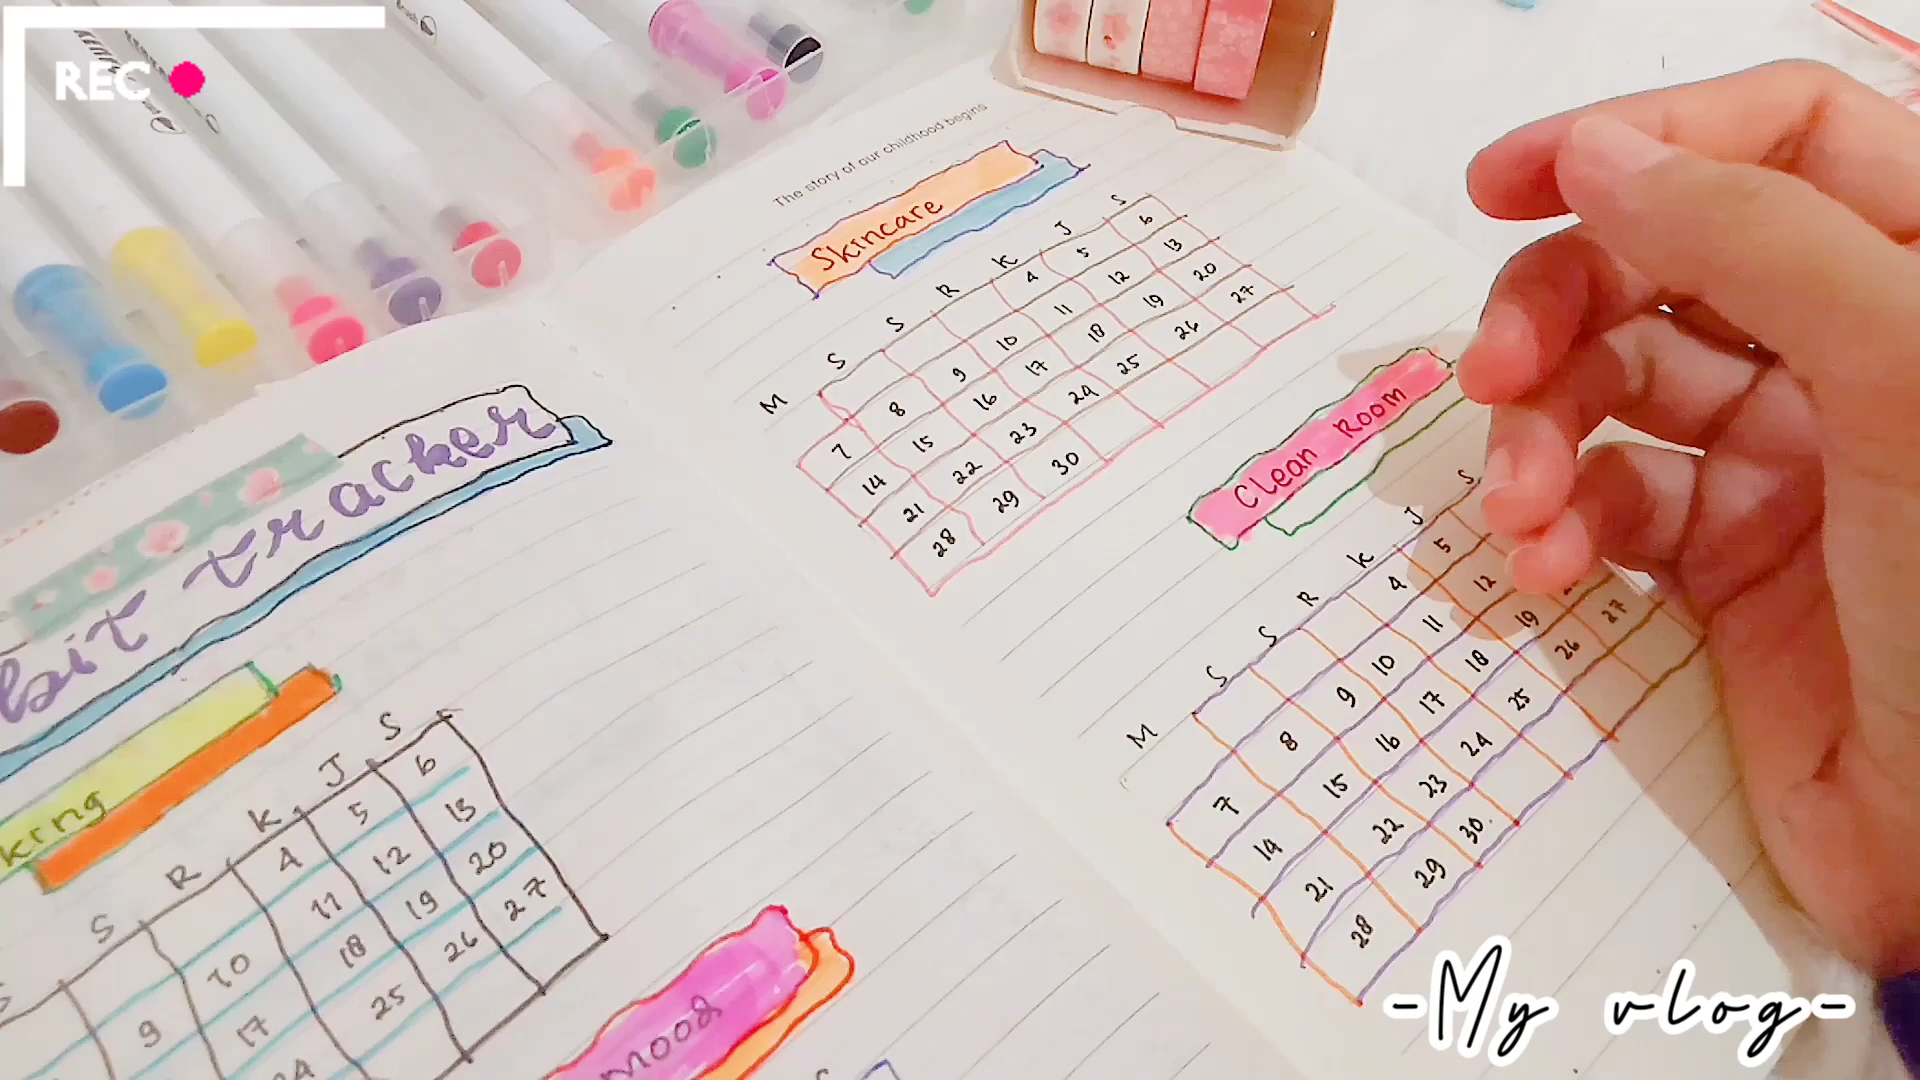 REC
Brush
bit tracker
king
S S R K J S
4 5 6
9 10 11 12 13
17 18 19 20
24 25 26 27
mood
The story of our childhood begins
Skincare
M S S R K J S
4 5 6
7 8 9 10 11 12 13
14 15 16 17 18 19 20
21 22 23 24 25 26 27
28 29 30
Clean Room
M S S R K J S
4 5
7 8 9 10 11 12
14 15 16 17 18 19
21 22 23 24 25 26 27
28 29 30
-My vlog-